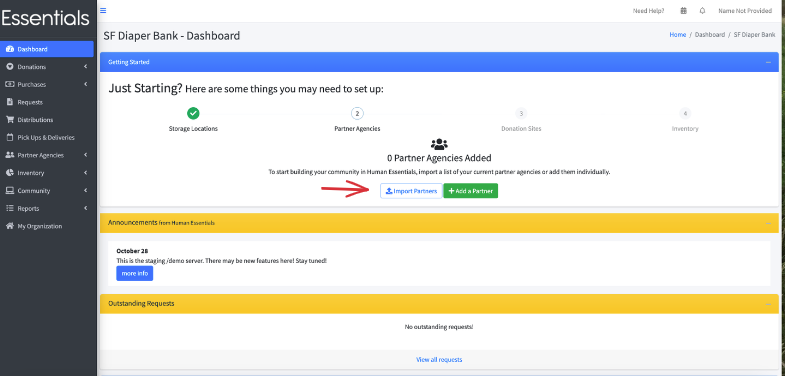 Essentials
Need Help?
Name Not Provided
SF Diaper Bank - Dashboard
Home / Dashboard / SF Diaper Bank
Dashboard
Donations
Purchases
Requests
Distributions
Pick Ups & Deliveries
Partner Agencies
Inventory
Community
Reports
My Organization
Getting Started
Just Starting? Here are some things you may need to set up:
2
3
4
Storage Locations
Partner Agencies
Donation Sites
Inventory
0 Partner Agencies Added
To start building your community in Human Essentials, import a list of your current partner agencies or add them individually.
Import Partners
Add a Partner
Announcements from Human Essentials
October 28
This is the staging /demo server. There may be new features here! Stay tuned!
more info
Outstanding Requests
No outstanding requests!
View all requests